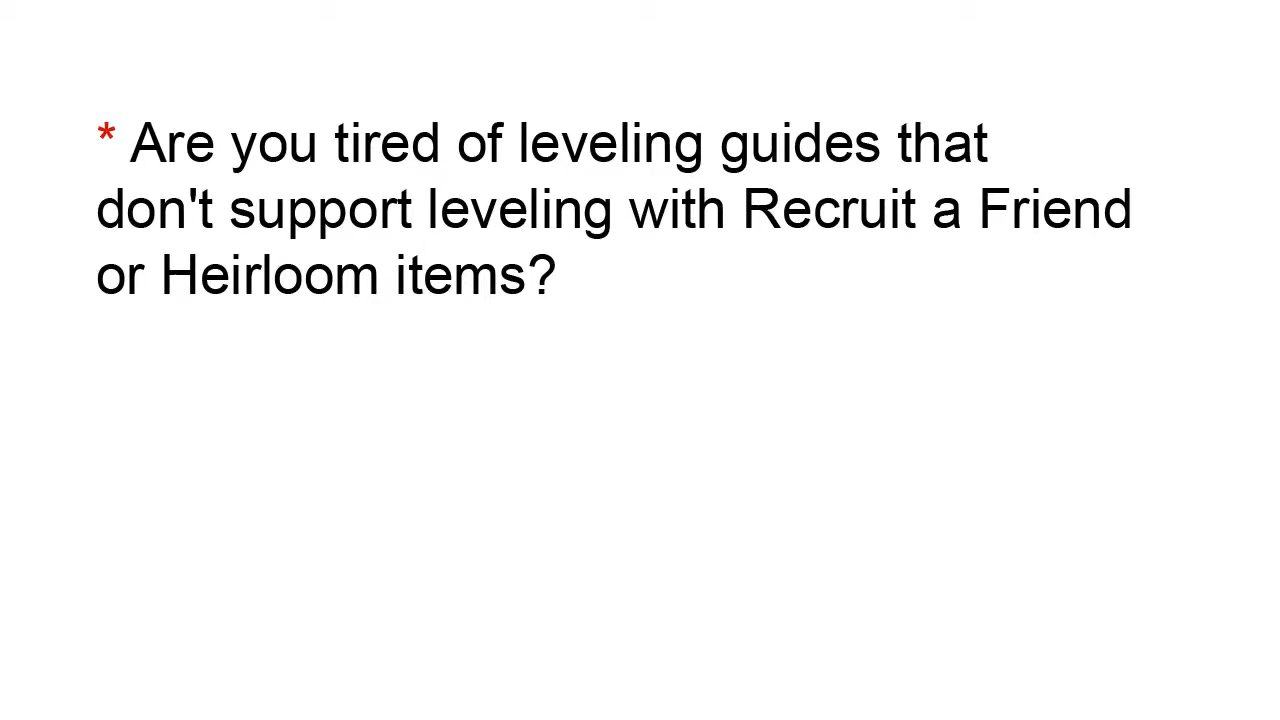 * Are you tired of leveling guides that
don't support leveling with Recruit a Friend
or Heirloom items?